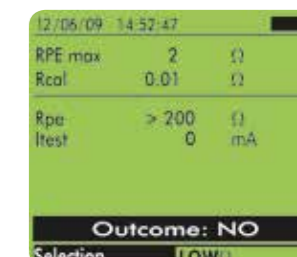 12/06/09 14:52:47
RPE max 2 Ω
Rcal 0.01 Ω
Rpe > 200 Ω
Itest 0 mA
Outcome: NO
Selection LOWΩ